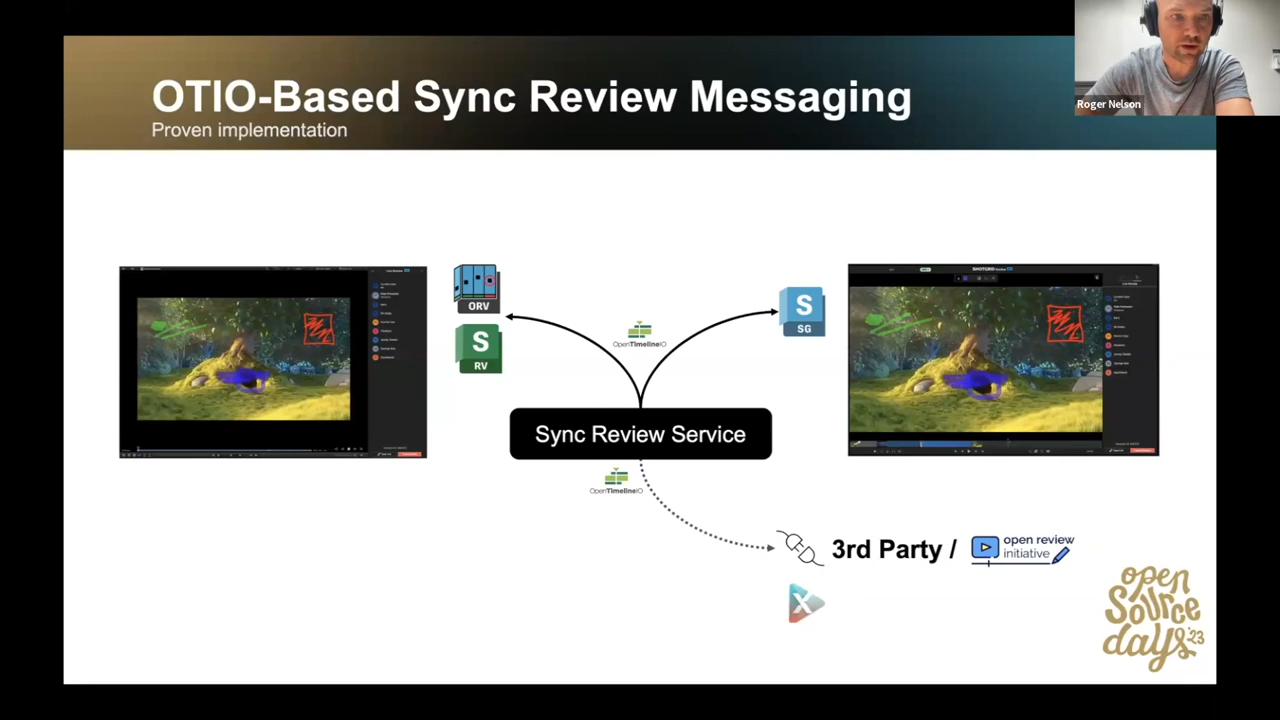 OTIO-Based Sync Review Messaging
Proven implementation
Roger Nelson
ORV
S
RV
OpenTimelineIO
S
SG
SHOTGRID
Sync Review Service
OpenTimelineIO
3rd Party /
open review
initiative
X
open
source
days '23